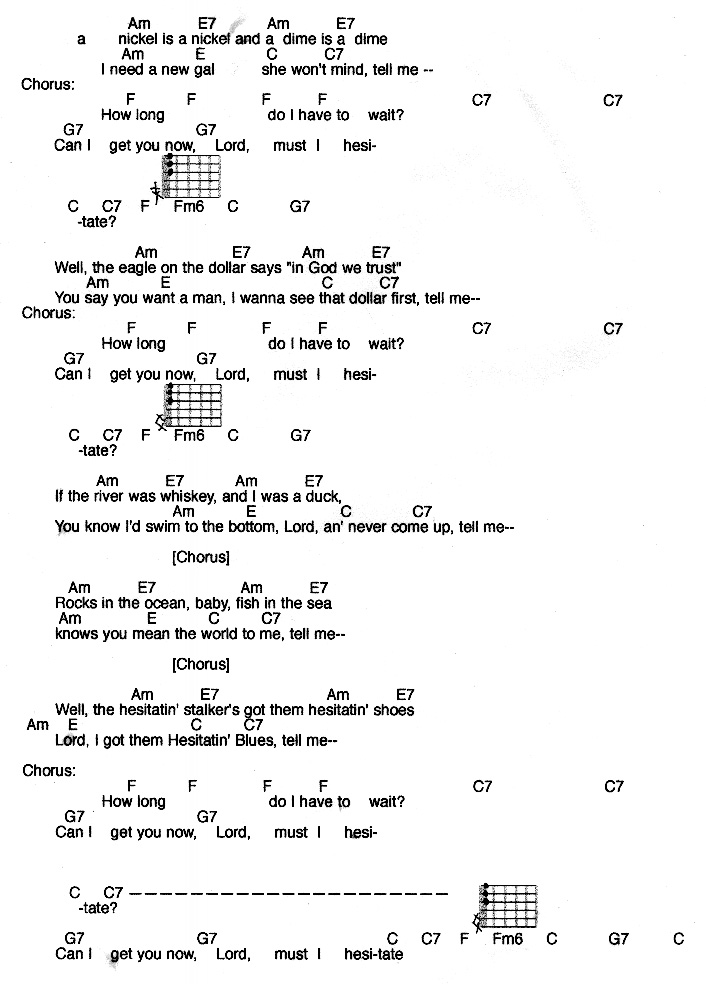 Am E7 Am E7
a nickel is a nickel and a dime is a dime
Am E C C7
I need a new gal she won't mind, tell me --
Chorus:
F F F F C7 C7
How long do I have to wait?
G7 G7
Can I get you now, Lord, must I hesi-
C C7 F Fm6 C G7
-tate?
Am E7 Am E7
Well, the eagle on the dollar says "in God we trust"
Am E C C7
You say you want a man, I wanna see that dollar first, tell me--
Chorus:
F F F F C7 C7
How long do I have to wait?
G7 G7
Can I get you now, Lord, must I hesi-
C C7 F Fm6 C G7
-tate?
Am E7 Am E7
If the river was whiskey, and I was a duck,
Am E C C7
You know I'd swim to the bottom, Lord, an' never come up, tell me--
[Chorus]
Am E7 Am E7
Rocks in the ocean, baby, fish in the sea
Am E C C7
knows you mean the world to me, tell me--
[Chorus]
Am E7 Am E7
Well, the hesitatin' stalker's got them hesitatin' shoes
Am E C C7
Lord, I got them Hesitatin' Blues, tell me--
Chorus:
F F F F C7 C7
How long do I have to wait?
G7 G7
Can I get you now, Lord, must I hesi-
C C7 ----------------------
-tate?
G7 G7 C C7 F Fm6 C G7 C
Can I get you now, Lord, must I hesi-tate